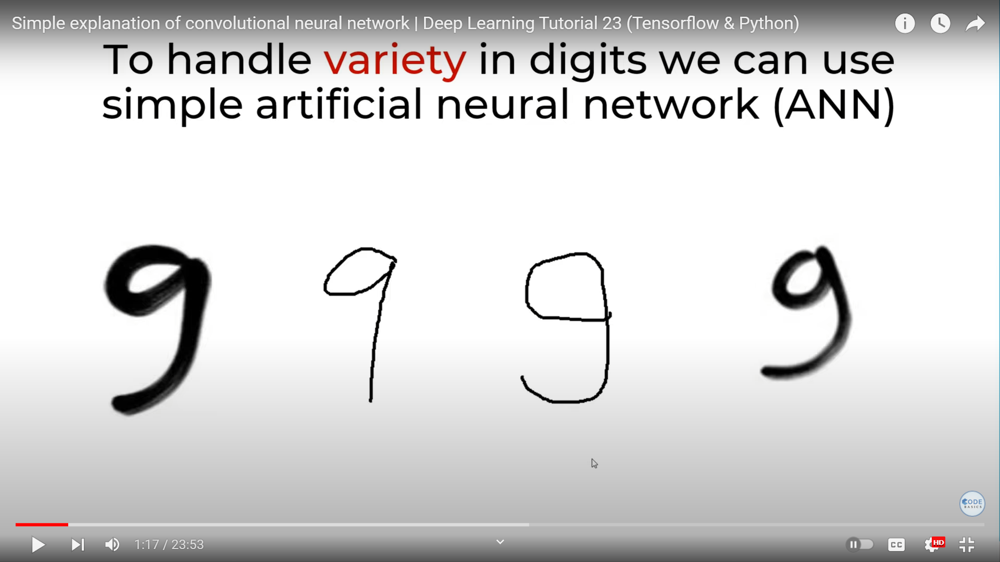 Simple explanation of convolutional neural network | Deep Learning Tutorial 23 (Tensorflow & Python)
To handle variety in digits we can use
simple artificial neural network (ANN)
9 9 9 9
CODE
BASICS
1:17 / 23:53
CC
HD